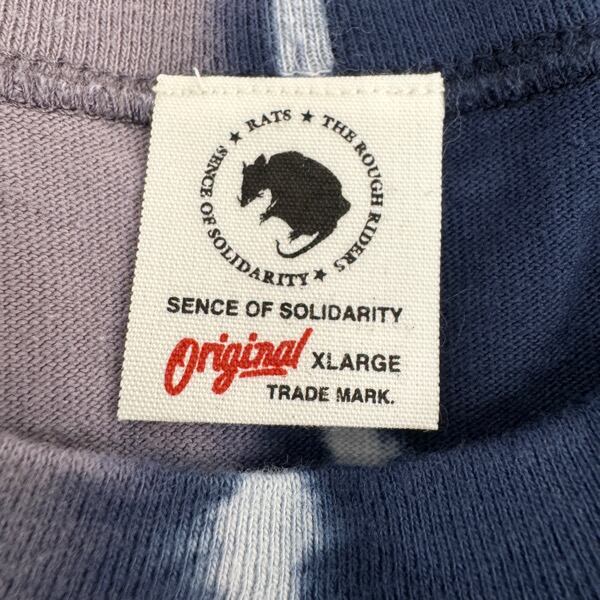 ★ RATS ★ THE ROUGH RIDERS ★ SENCE OF SOLIDARITY
SENCE OF SOLIDARITY
Original XLARGE
TRADE MARK.